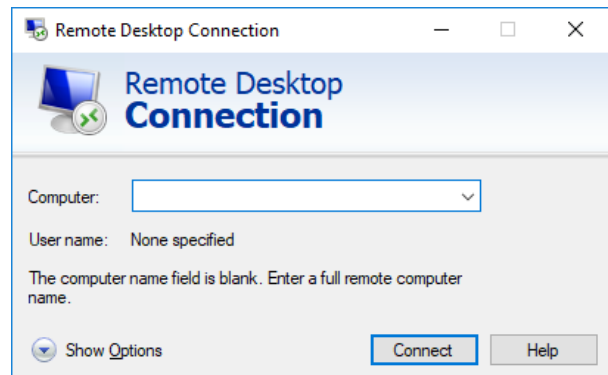 Remote Desktop Connection
Remote Desktop
Connection
Computer:
User name: None specified
The computer name field is blank. Enter a full remote computer
name.
Show Options
Connect
Help